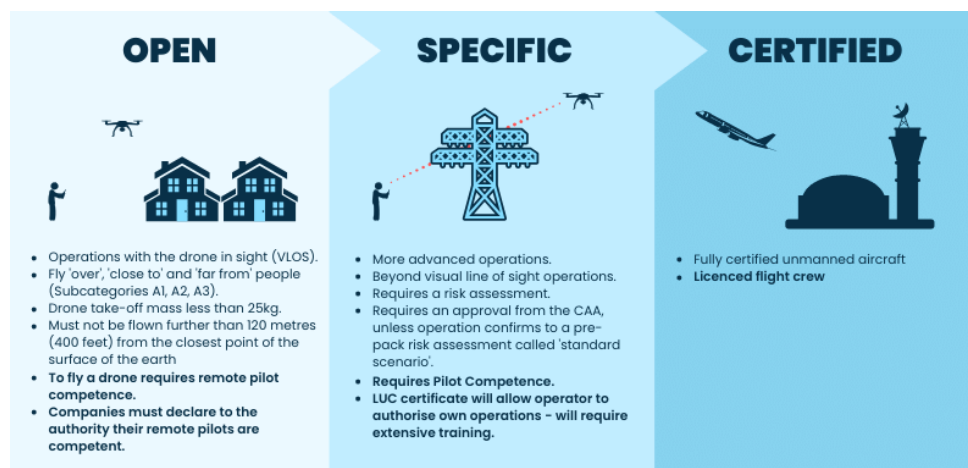 OPEN
• Operations with the drone in sight (VLOS).
• Fly 'over', 'close to' and 'far from' people
(Subcategories A1, A2, A3).
• Drone take-off mass less than 25kg.
• Must not be flown further than 120 metres
(400 feet) from the closest point of the
surface of the earth
• To fly a drone requires remote pilot
competence.
• Companies must declare to the
authority their remote pilots are
competent.
SPECIFIC
• More advanced operations.
• Beyond visual line of sight operations.
• Requires a risk assessment.
• Requires an approval from the CAA,
unless operation confirms to a pre-
pack risk assessment called 'standard
scenario'.
• Requires Pilot Competence.
• LUC certificate will allow operator to
authorise own operations - will require
extensive training.
CERTIFIED
• Fully certified unmanned aircraft
• Licenced flight crew